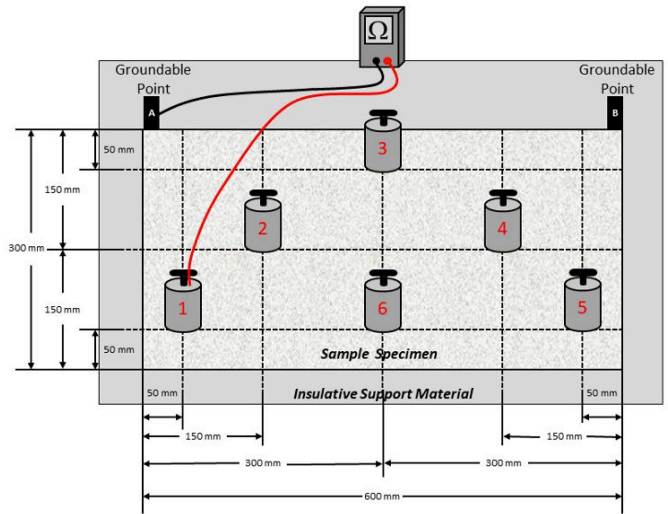 Ω
Groundable
Point
Groundable
Point
A
B
50 mm
3
150 mm
2
4
300 mm
150 mm
1
6
5
50 mm
Sample Specimen
Insulative Support Material
50 mm
50 mm
150 mm
150 mm
300 mm
300 mm
600 mm